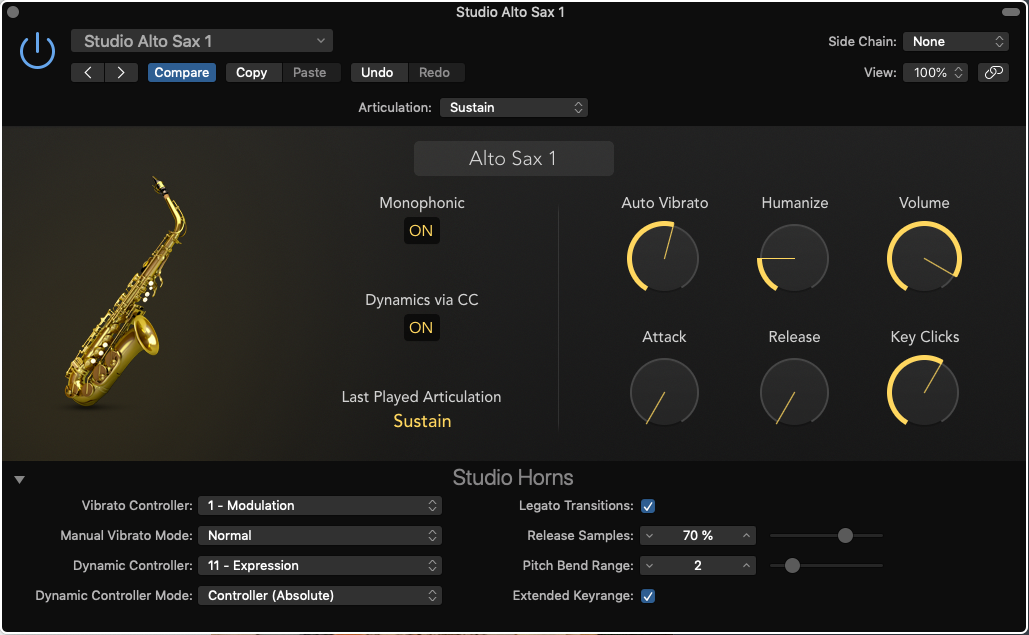 Studio Alto Sax 1
Studio Alto Sax 1
Side Chain: None
Compare Copy Paste Undo Redo
View: 100%
Articulation: Sustain
Alto Sax 1
Monophonic
ON
Auto Vibrato Humanize Volume
Dynamics via CC
ON
Attack Release Key Clicks
Last Played Articulation
Sustain
Studio Horns
Vibrato Controller: 1 - Modulation
Legato Transitions:
Manual Vibrato Mode: Normal
Release Samples: 70 %
Dynamic Controller: 11 - Expression
Pitch Bend Range: 2
Dynamic Controller Mode: Controller (Absolute)
Extended Keyrange: